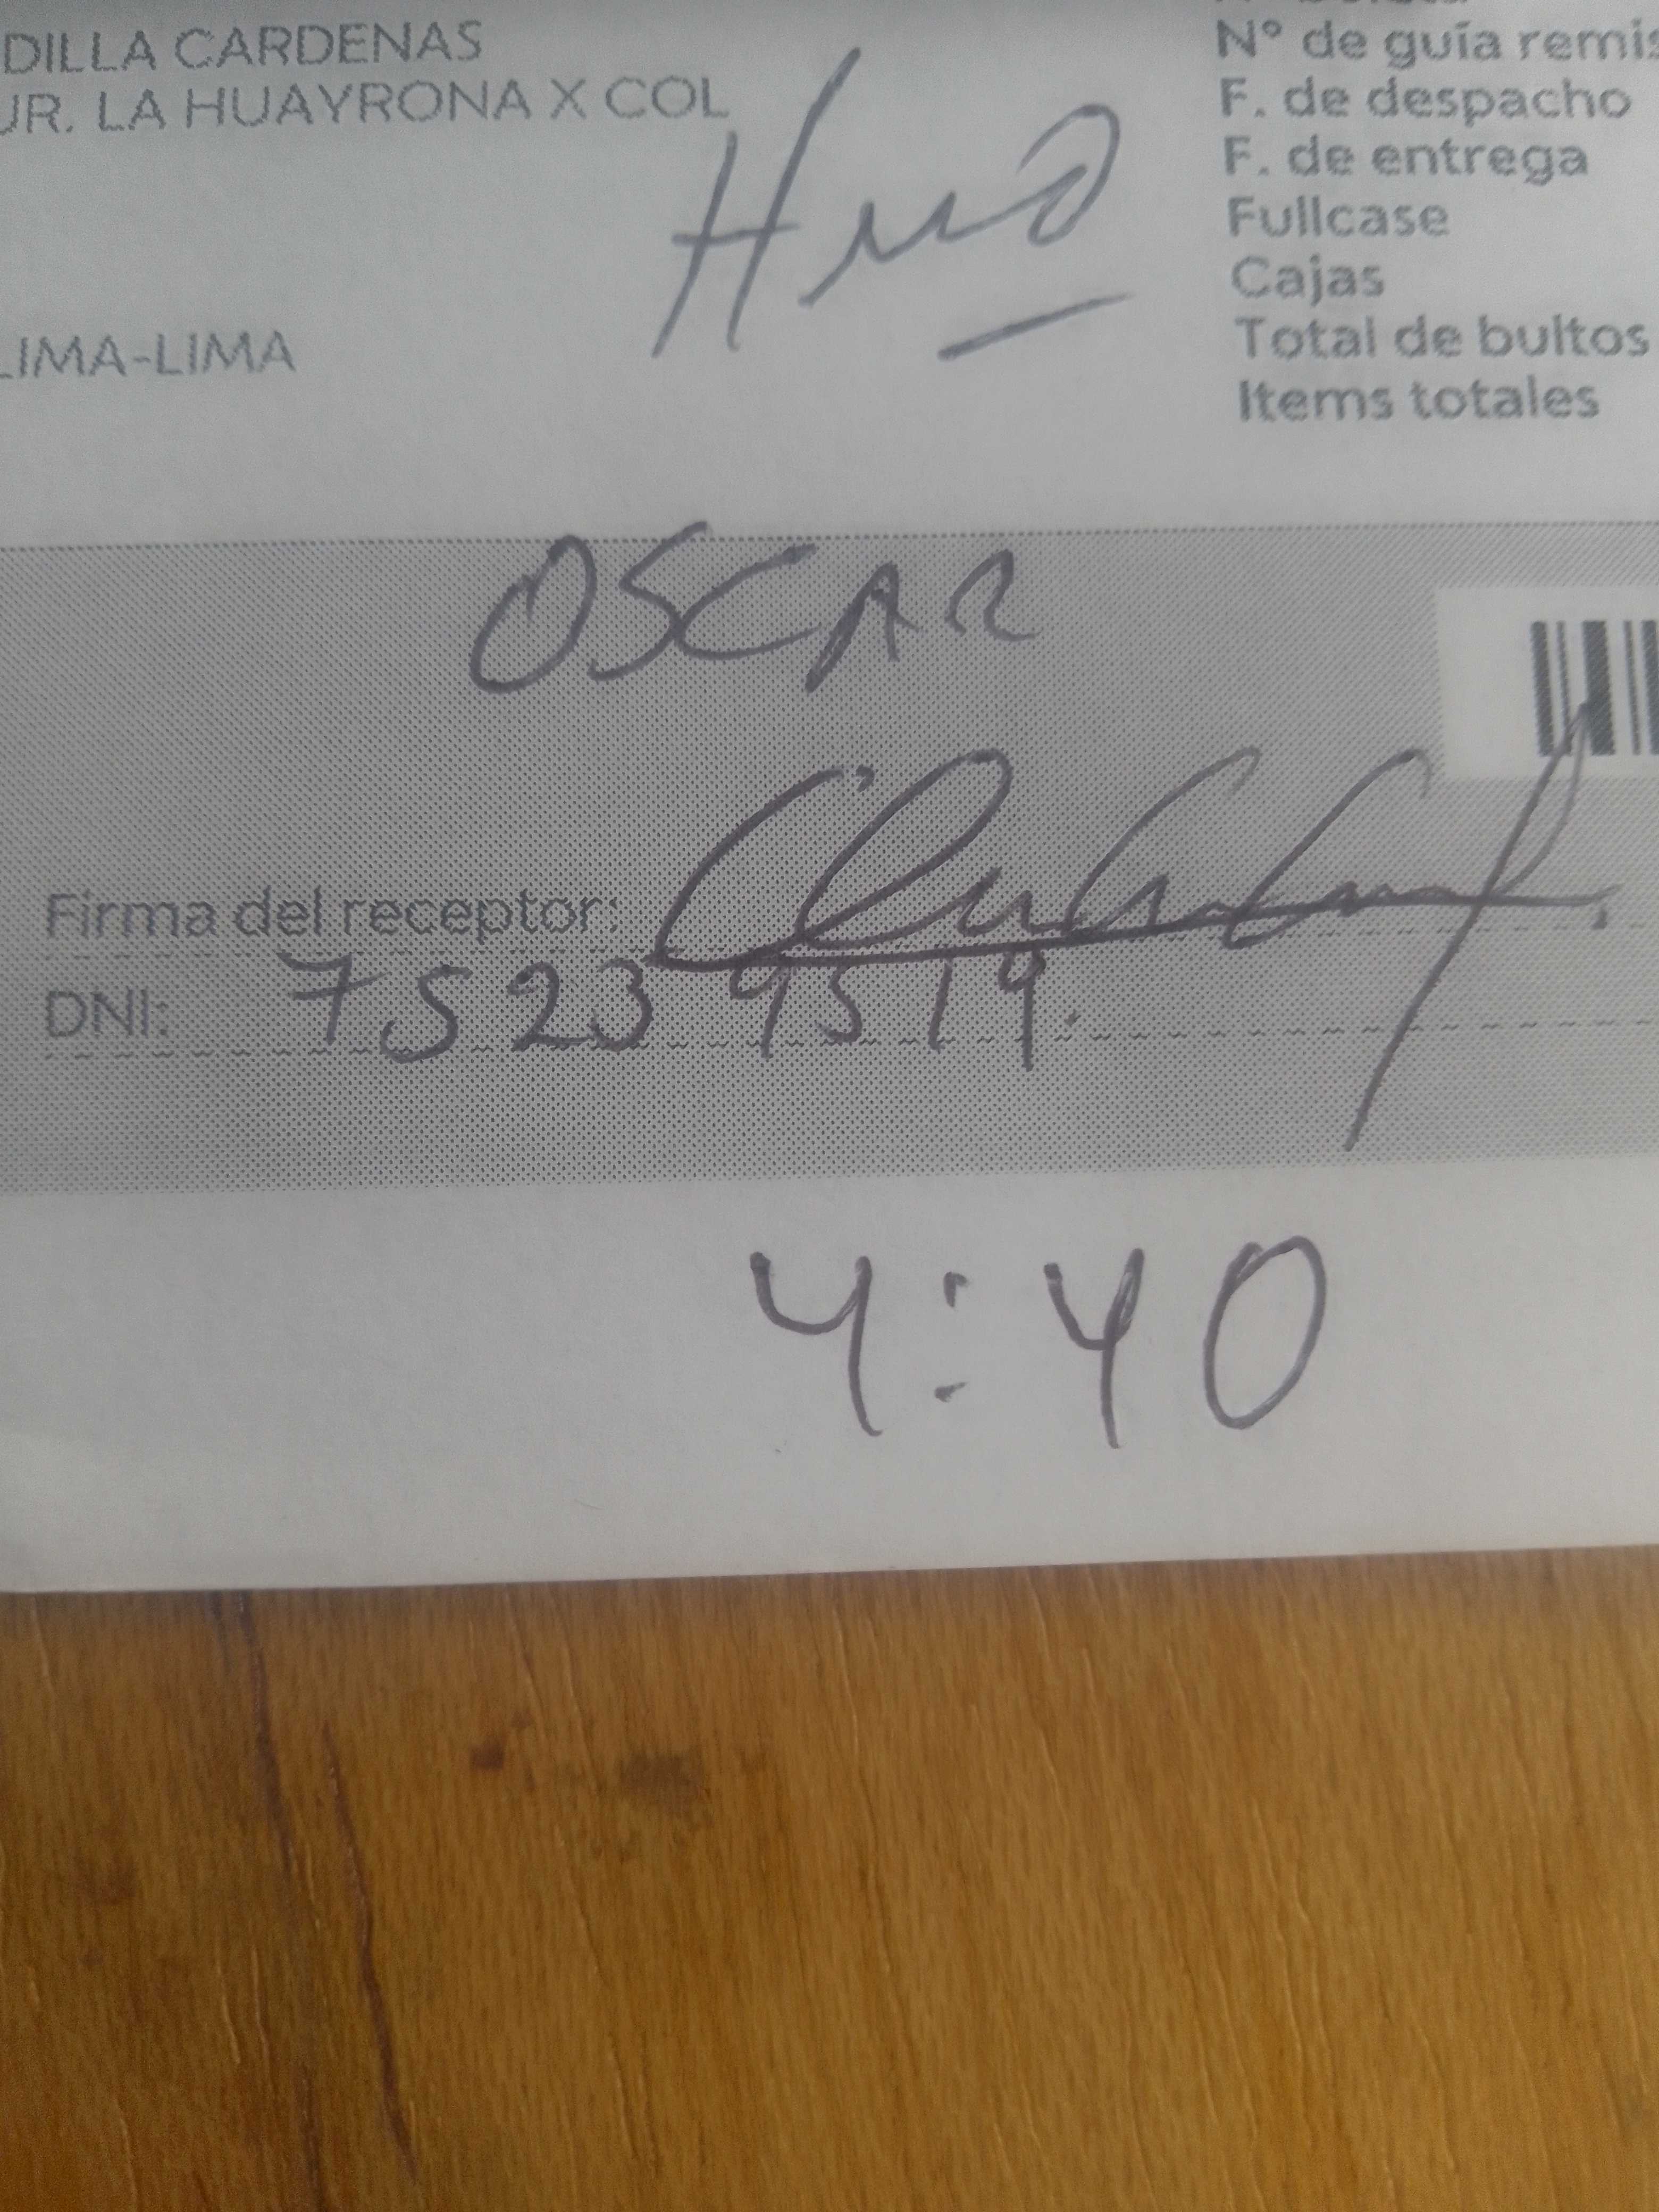 DILLA CARDENAS
JR. LA HUAYRONA X COL
LIMA-LIMA
N° de guía remis
F. de despacho
F. de entrega
Fullcase
Cajas
Total de bultos
Items totales
OSCAR
Firma del receptor:
DNI: 75239519
4:40